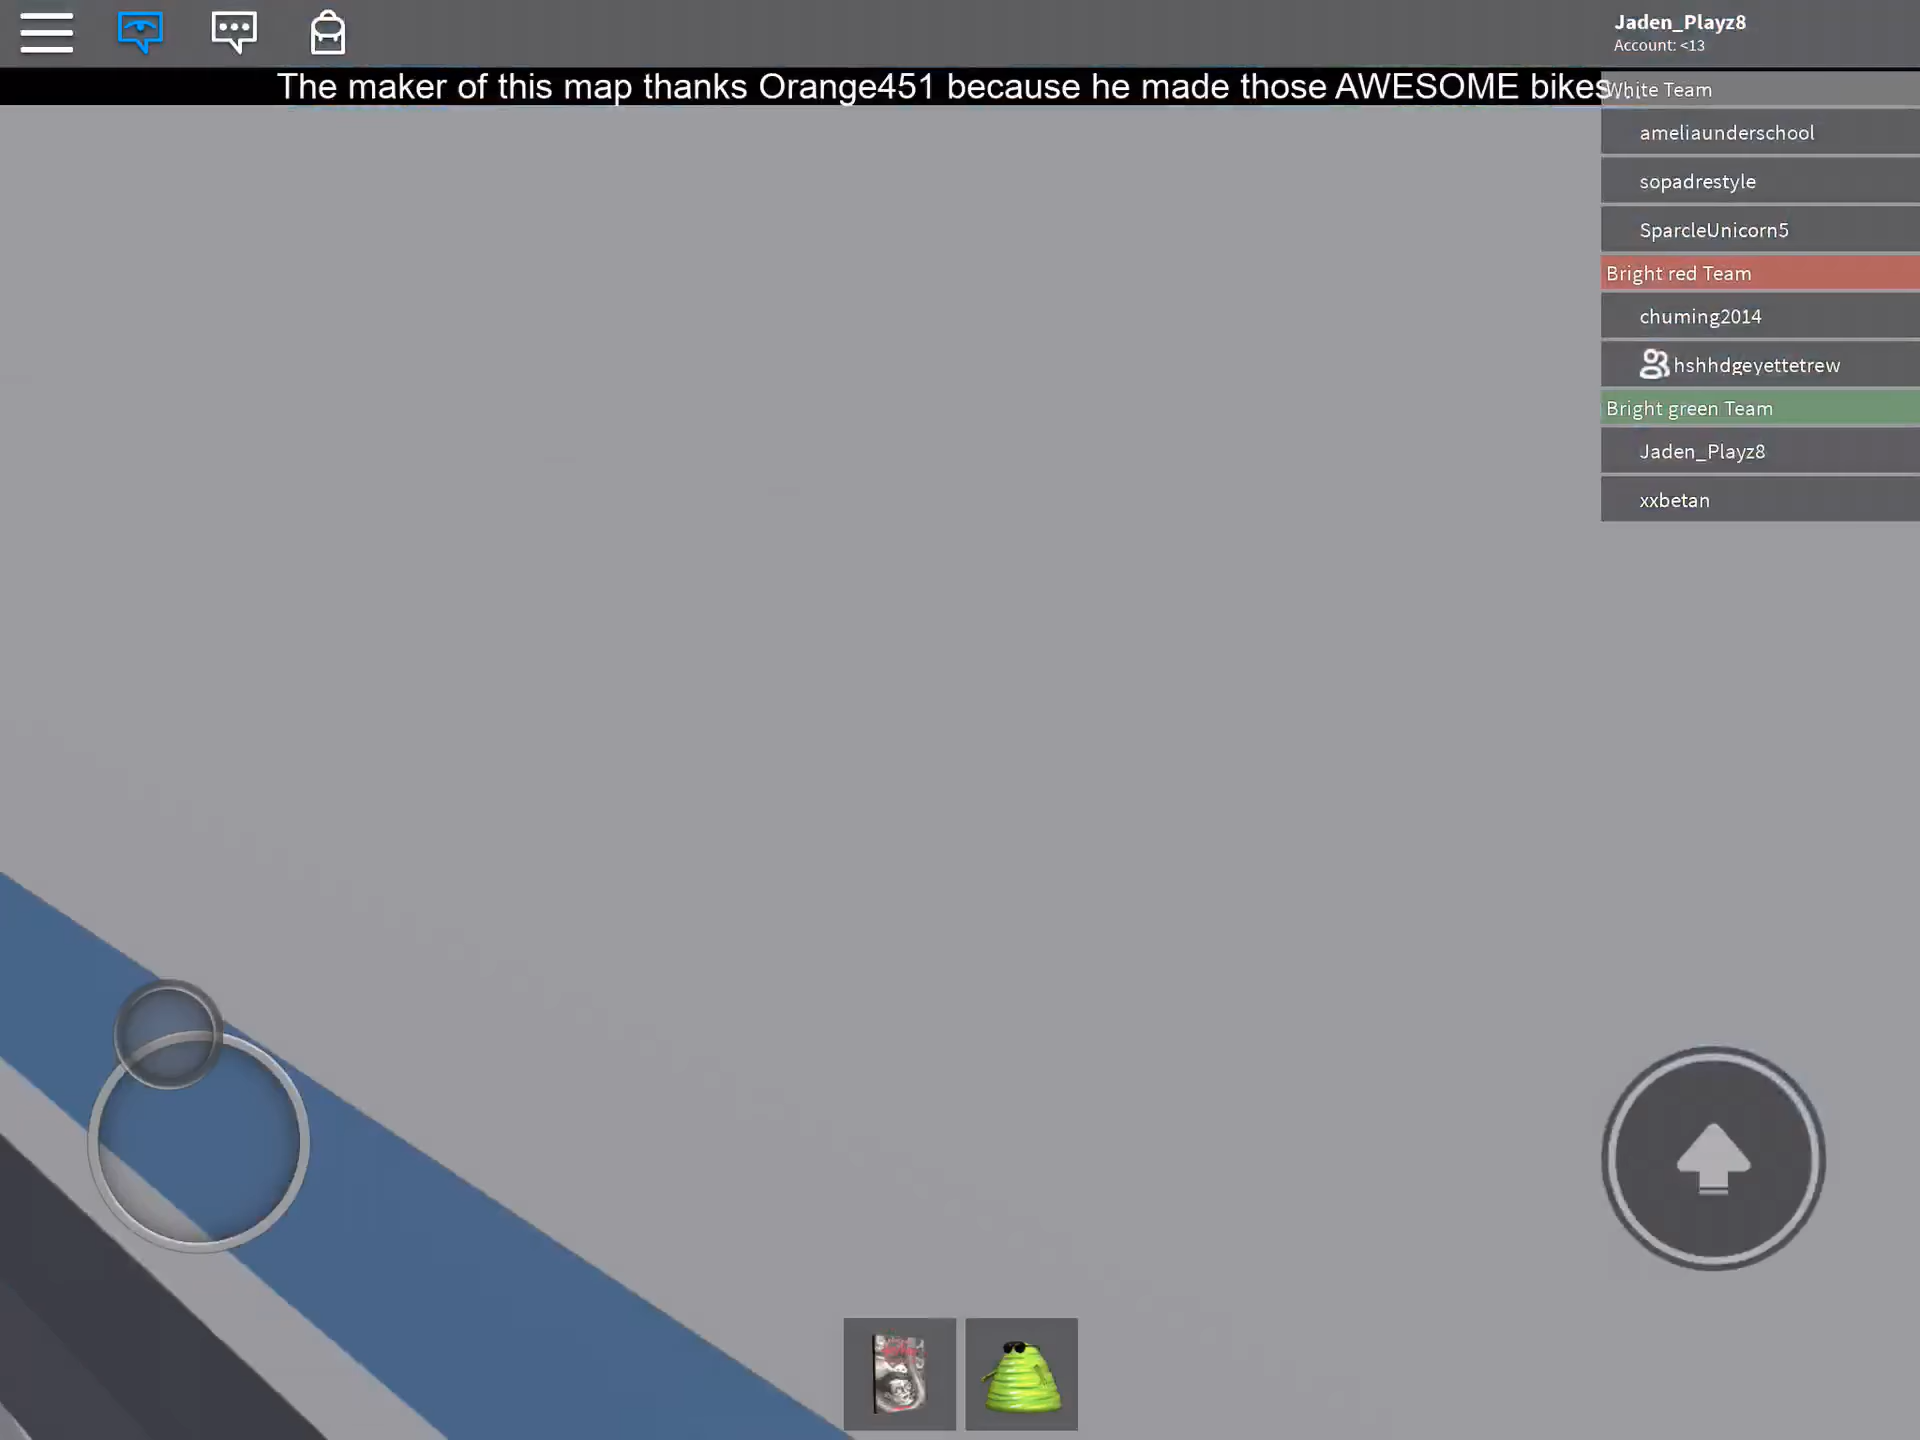 Jaden_Playz8
Account: <13
The maker of this map thanks Orange451 because he made those AWESOME bikes
White Team
ameliaunderschool
sopadrestyle
SparcleUnicorn5
Bright red Team
chuming2014
hshhdgeyettetrew
Bright green Team
Jaden_Playz8
xxbetan